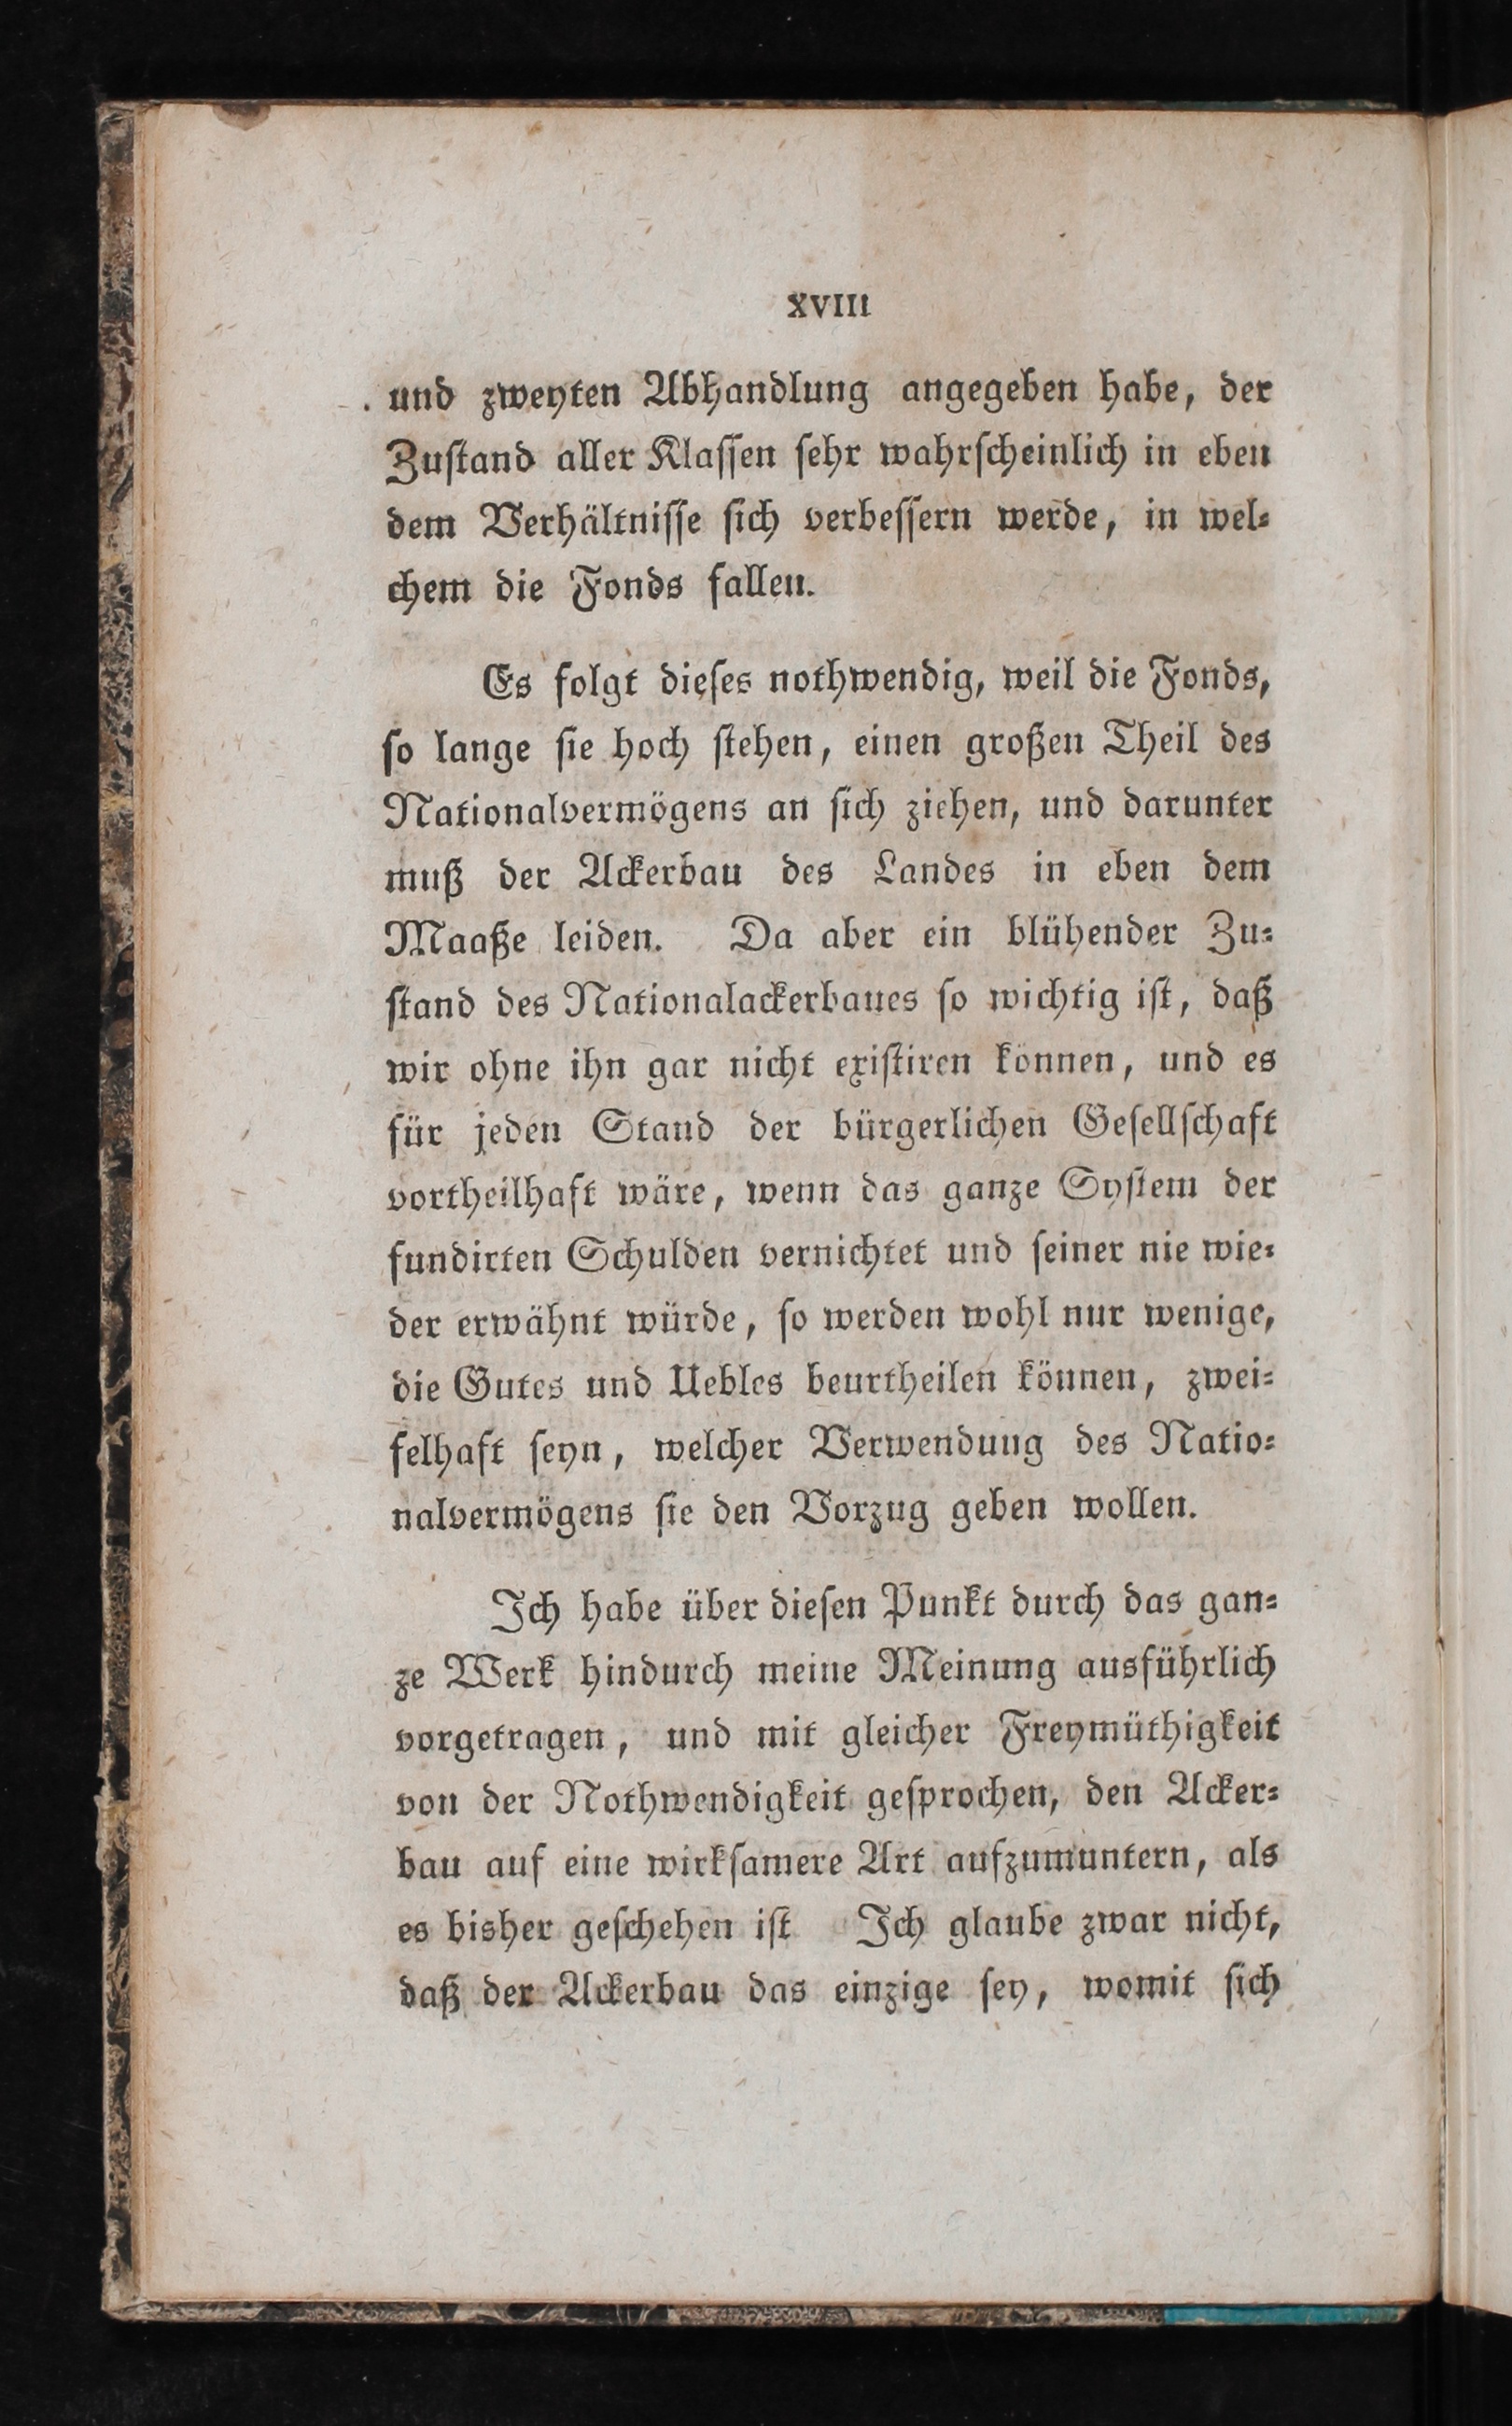 XVIII
und zweyten Abhandlung angegeben habe, der
Zuſtand aller Klaſſen ſehr wahrſcheinlich in eben
dem Verhältniſſe ſich verbeſſern werde, in wel⸗
chem die Fonds fallen.
Es folgt dieſes nothwendig, weil die Fonds,
ſo lange ſie hoch ſtehen, einen großen Theil des
Nationalvermögens an ſich ziehen, und darunter
muß der Ackerbau des Landes in eben dem
Maaße leiden. Da aber ein blühender Zu⸗
ſtand des Nationalackerbaues ſo wichtig iſt, daß
wir ohne ihn gar nicht exiſtiren können, und es
für jeden Stand der bürgerlichen Geſellſchaft
vortheilhaft wäre, wenn das ganze Syſtem der
fundirten Schulden vernichtet und ſeiner nie wie⸗
der erwähnt würde, ſo werden wohl nur wenige,
die Gutes und Uebles beurtheilen können, zwei⸗
felhaft ſeyn, welcher Verwendung des Natio⸗
nalvermögens ſie den Vorzug geben wollen.
Ich habe über dieſen Punkt durch das gan⸗
ze Werk hindurch meine Meinung ausführlich
vorgetragen, und mit gleicher Freymüthigkeit
von der Nothwendigkeit geſprochen, den Acker⸗
bau auf eine wirkſamere Art aufzumuntern, als
es bisher geſchehen iſt Ich glaube zwar nicht,
daß der Ackerbau das einzige ſey, womit ſich